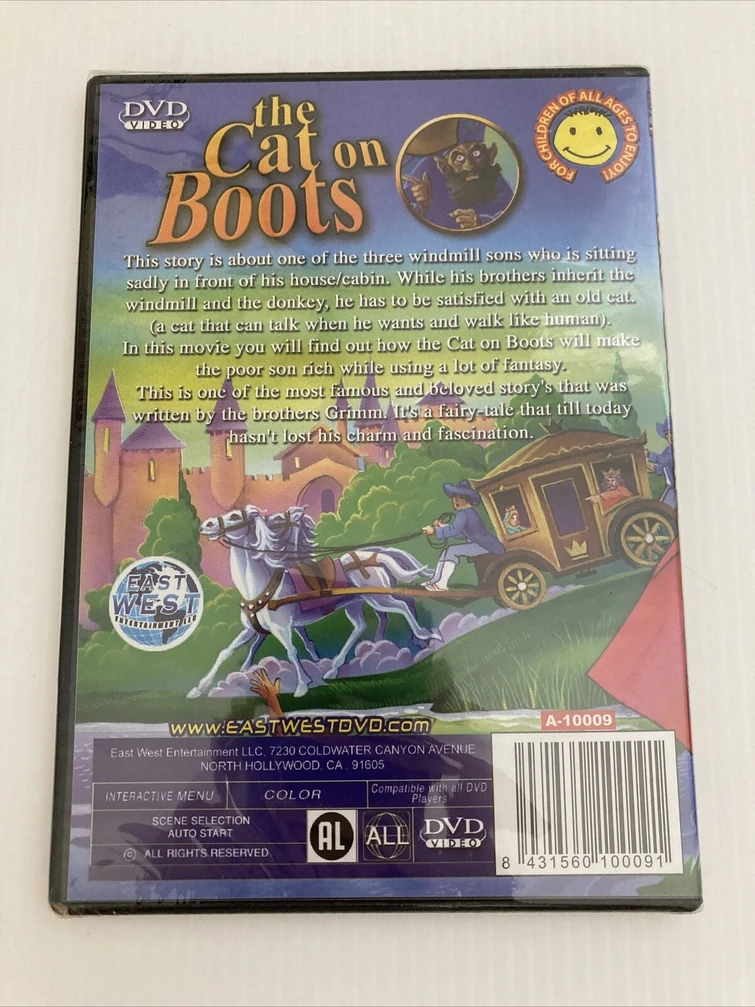 DVD
VIDEO
the
Cat on
Boots
FOR CHILDREN OF ALL AGES TO ENJOY!
This story is about one of the three windmill sons who is sitting
sadly in front of his house/cabin. While his brothers inherit the
windmill and the donkey, he has to be satisfied with an old cat.
(a cat that can talk when he wants and walk like human).
In this movie you will find out how the Cat on Boots will make
the poor son rich while using a lot of fantasy.
This is one of the most famous and beloved story's that was
written by the brothers Grimm. It's a fairy-tale that till today
hasn't lost his charm and fascination.
EAST
WEST
ENTERTAINMENT LLC
www.EASTWESTDVD.com
A-10009
East West Entertainment LLC. 7230 COLDWATER CANYON AVENUE
NORTH HOLLYWOOD, CA. 91605
INTERACTIVE MENU
COLOR
Compatible with all DVD
Players
SCENE SELECTION
AUTO START
© ALL RIGHTS RESERVED.
AL
ALL
DVD
VIDEO
8 431560 100091